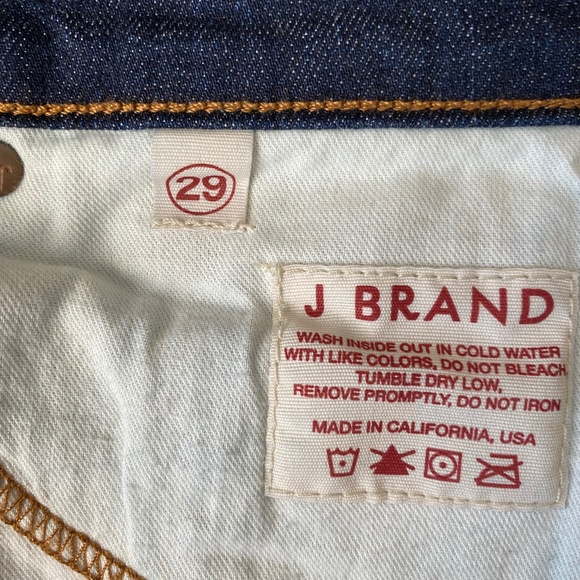 29
J BRAND
WASH INSIDE OUT IN COLD WATER
WITH LIKE COLORS, DO NOT BLEACH
TUMBLE DRY LOW,
REMOVE PROMPTLY, DO NOT IRON
MADE IN CALIFORNIA, USA